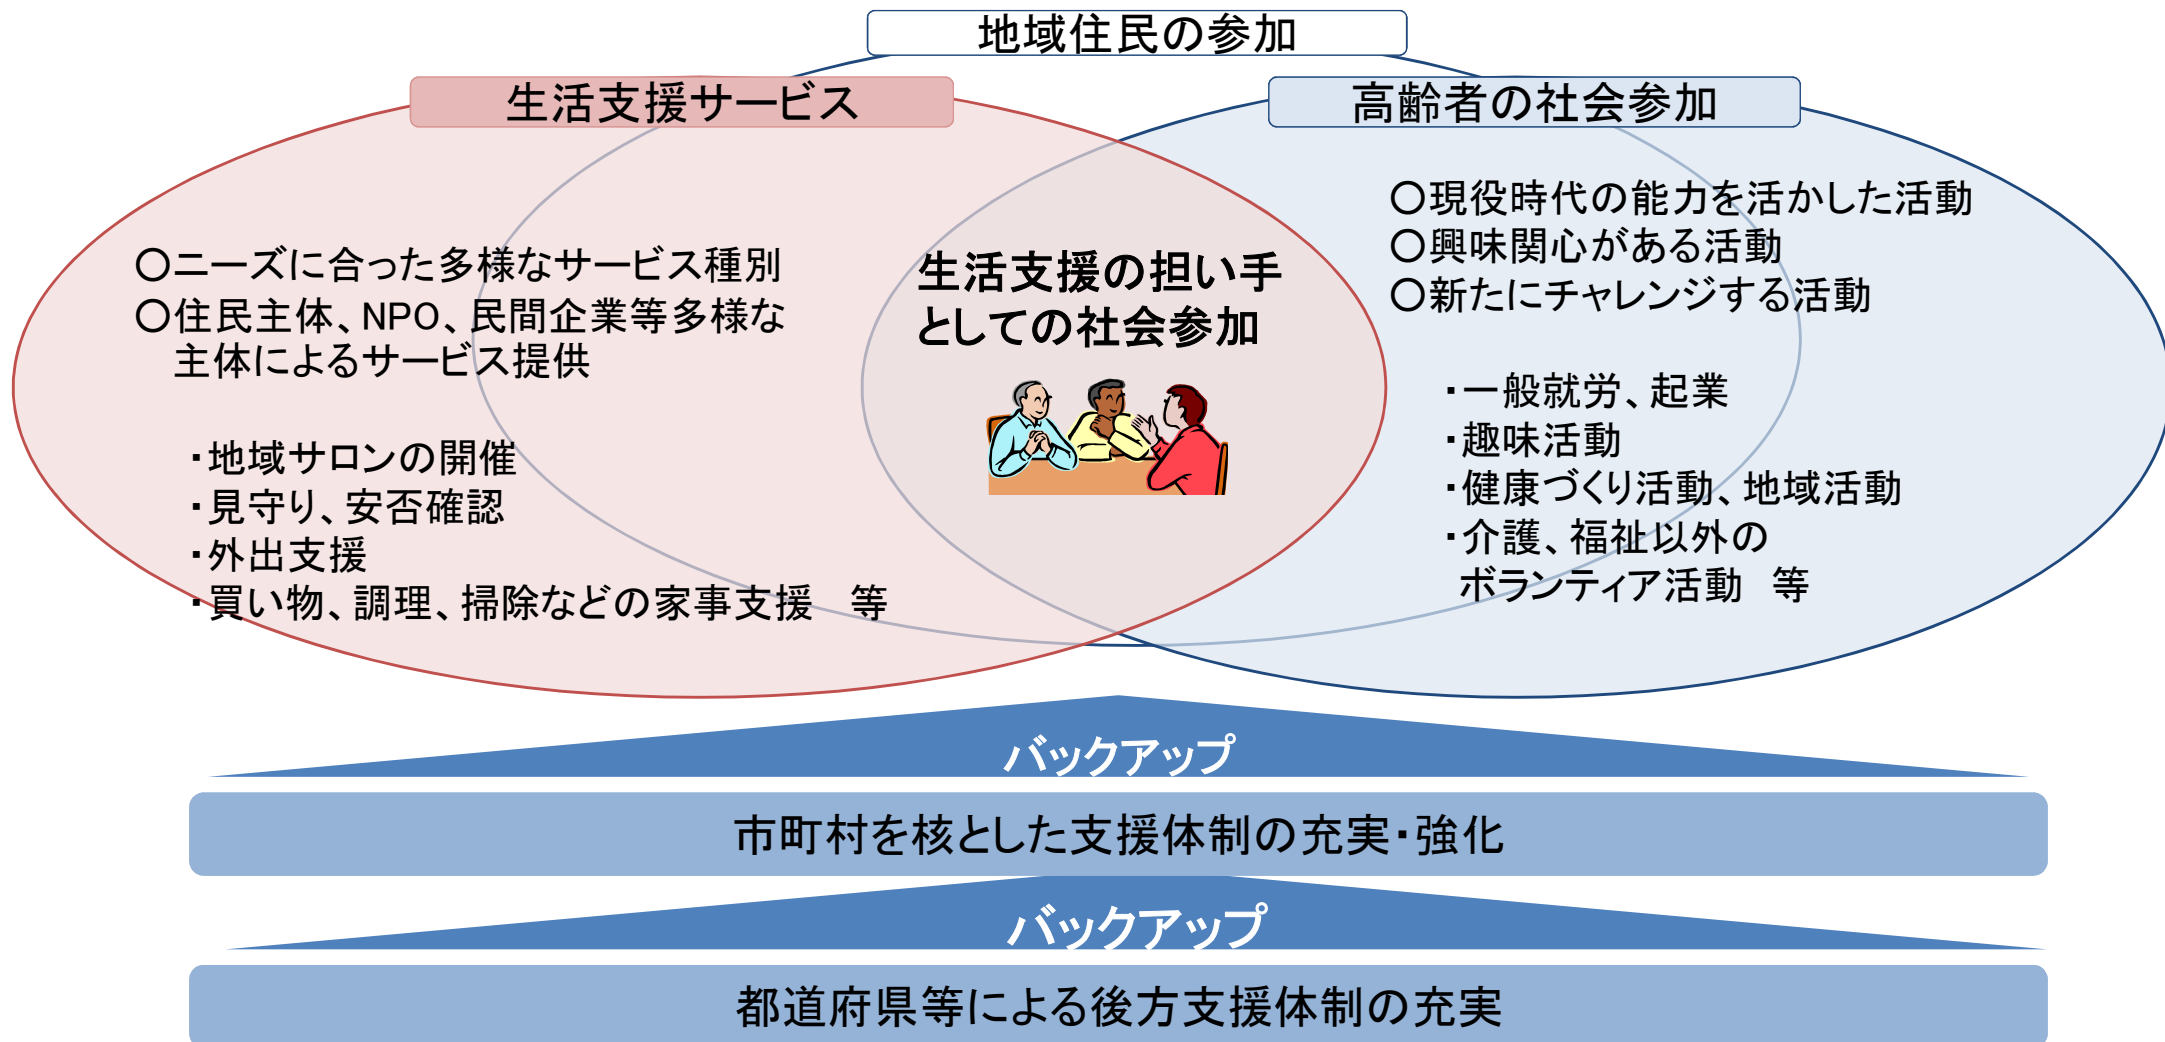 地域住民の参加
生活支援サービス
高齢者の社会参加
○ニーズに合った多様なサービス種別
○住民主体、NPO、民間企業等多様な
主体によるサービス提供
・地域サロンの開催
・見守り、安否確認
・外出支援
・買い物、調理、掃除などの家事支援　等
生活支援の担い手
としての社会参加
○現役時代の能力を活かした活動
○興味関心がある活動
○新たにチャレンジする活動
・一般就労、起業
・趣味活動
・健康づくり活動、地域活動
・介護、福祉以外の
ボランティア活動　等
バックアップ
市町村を核とした支援体制の充実・強化
バックアップ
都道府県等による後方支援体制の充実